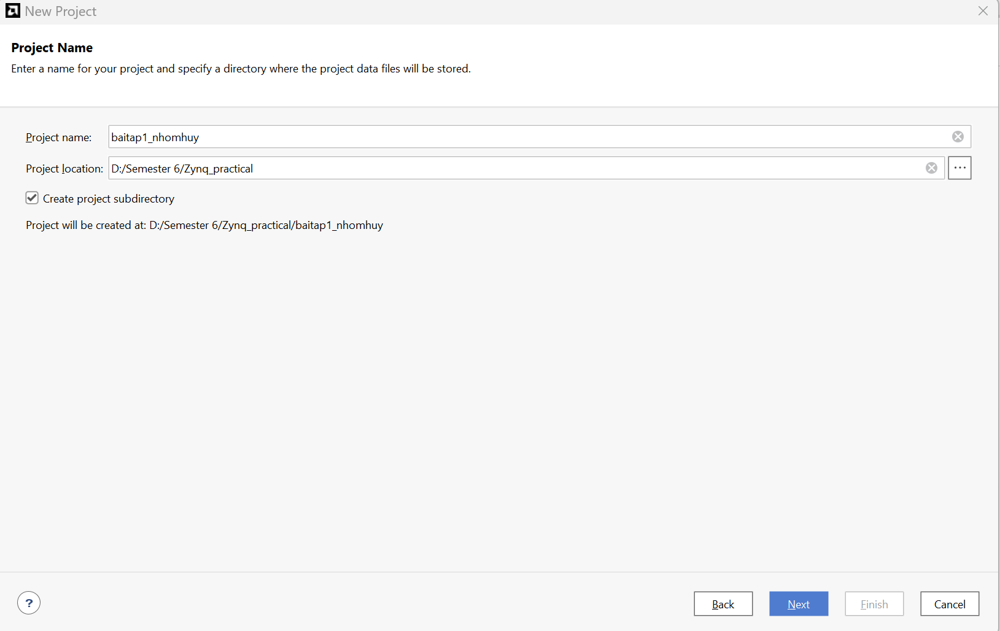 New Project
Project Name
Enter a name for your project and specify a directory where the project data files will be stored.
Project name: baitap1_nhomhuy
Project location: D:/Semester 6/Zynq_practical ...
Create project subdirectory
Project will be created at: D:/Semester 6/Zynq_practical/baitap1_nhomhuy
? Back Next Finish Cancel